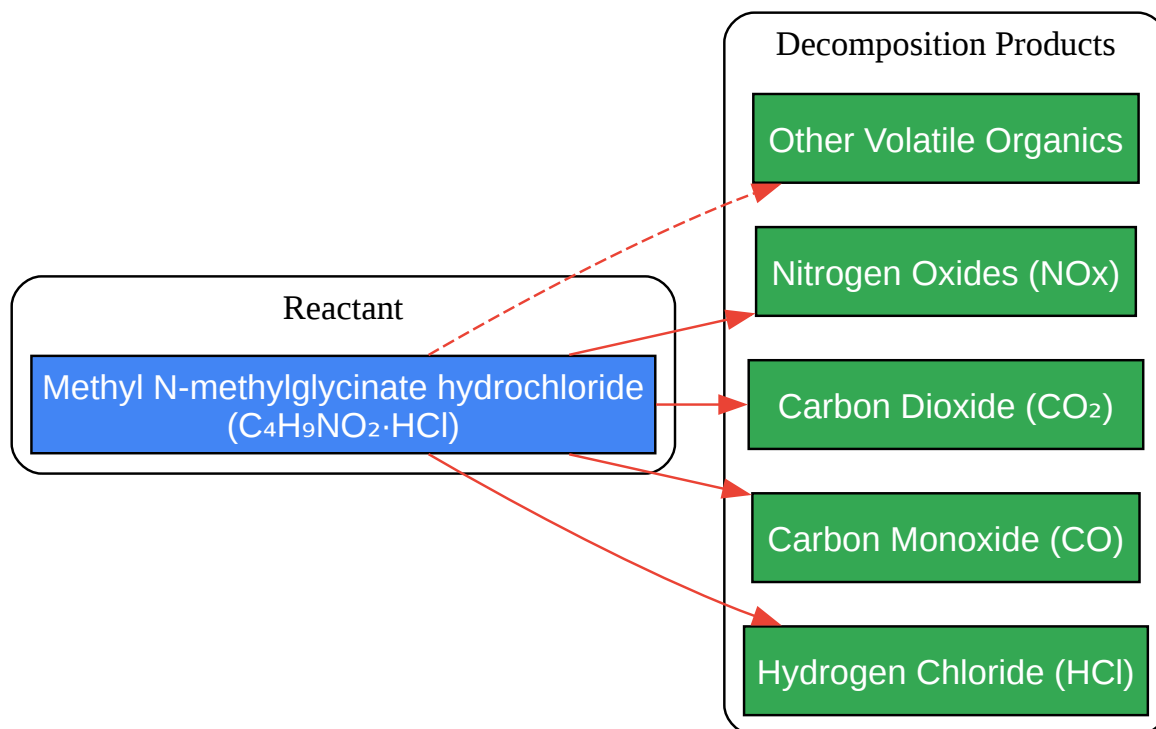 Decomposition Products
Other Volatile Organics
Nitrogen Oxides (NOx)
Reactant
Methyl N-methylglycinate hydrochloride
(C₄H₉NO₂·HCl)
Carbon Dioxide (CO₂)
Carbon Monoxide (CO)
Hydrogen Chloride (HCl)